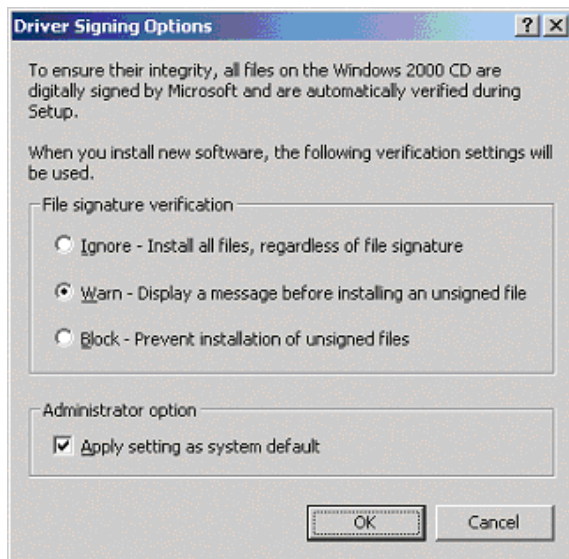 Driver Signing Options
To ensure their integrity, all files on the Windows 2000 CD are
digitally signed by Microsoft and are automatically verified during
Setup.
When you install new software, the following verification settings will
be used.
File signature verification
Ignore - Install all files, regardless of file signature
Warn - Display a message before installing an unsigned file
Block - Prevent installation of unsigned files
Administrator option
Apply setting as system default
OK
Cancel